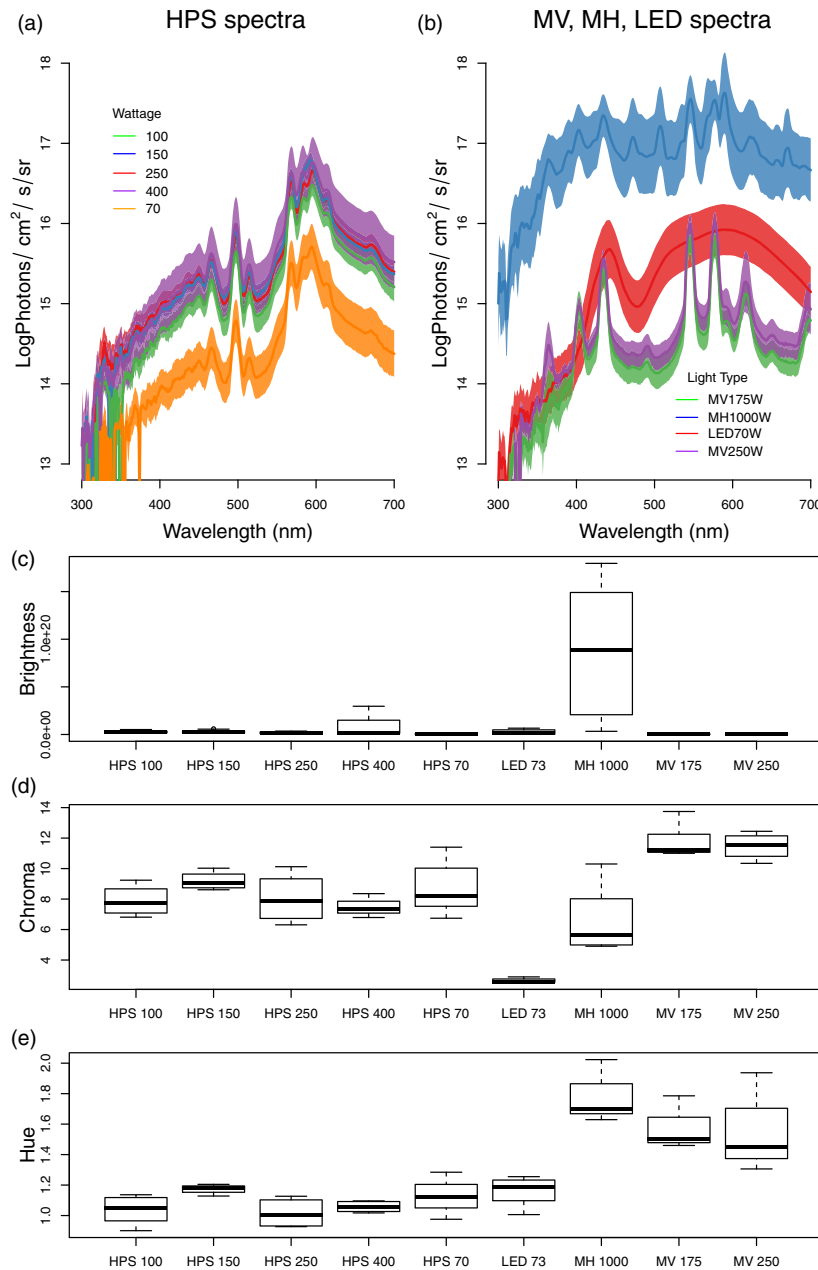 (a) HPS spectra
LogPhotons/ cm2/ s/sr
18
17
16
15
14
13
Wattage
100
150
250
400
70
300 400 500 600 700
Wavelength (nm)
(b) MV, MH, LED spectra
LogPhotons/ cm2/ s/sr
18
17
16
15
14
13
Light Type
MV175W
MH1000W
LED70W
MV250W
300 400 500 600 700
Wavelength (nm)
(c)
Brightness
1.0e+20
0.0e+00
HPS 100 HPS 150 HPS 250 HPS 400 HPS 70 LED 73 MH 1000 MV 175 MV 250
(d)
Chroma
14
12
10
8
6
4
HPS 100 HPS 150 HPS 250 HPS 400 HPS 70 LED 73 MH 1000 MV 175 MV 250
(e)
Hue
2.0
1.8
1.6
1.4
1.2
1.0
HPS 100 HPS 150 HPS 250 HPS 400 HPS 70 LED 73 MH 1000 MV 175 MV 250